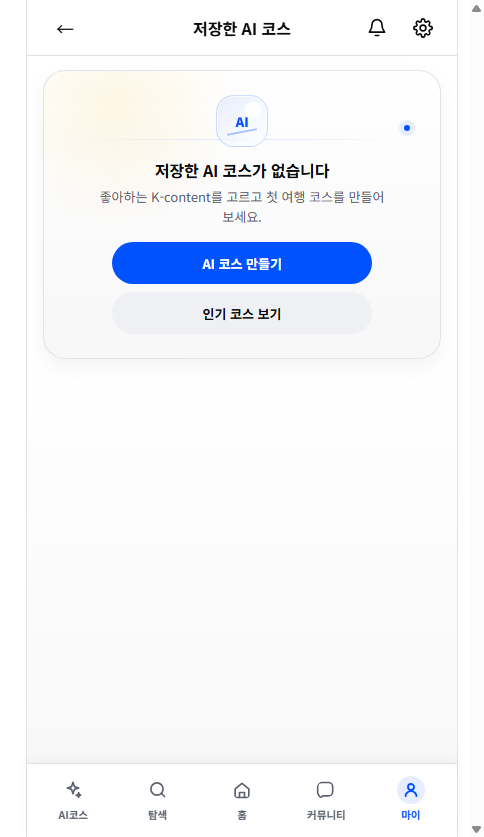 저장한 AI 코스
AI
저장한 AI 코스가 없습니다
좋아하는 K-content를 고르고 첫 여행 코스를 만들어
보세요.
AI 코스 만들기
인기 코스 보기
AI코스
탐색
홈
커뮤니티
마이